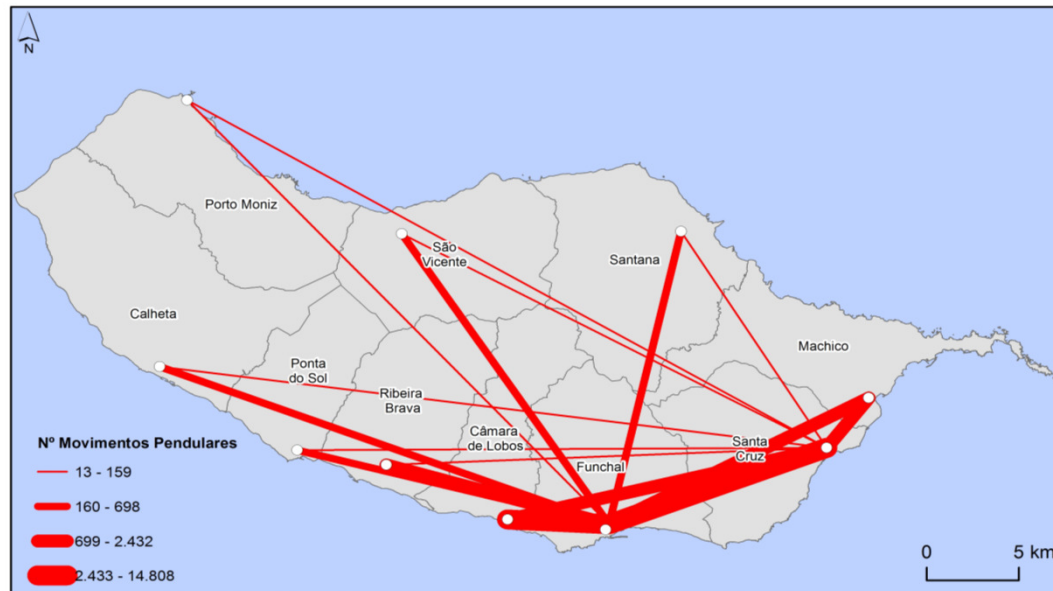 N
Porto Moniz
São
Vicente
Santana
Calheta
Machico
Ponta
do Sol
Ribeira
Brava
Câmara
de Lobos
Santa
Cruz
Funchal
Nº Movimentos Pendulares
13 - 159
160 - 698
699 - 2.432
2.433 - 14.808
0 5 km